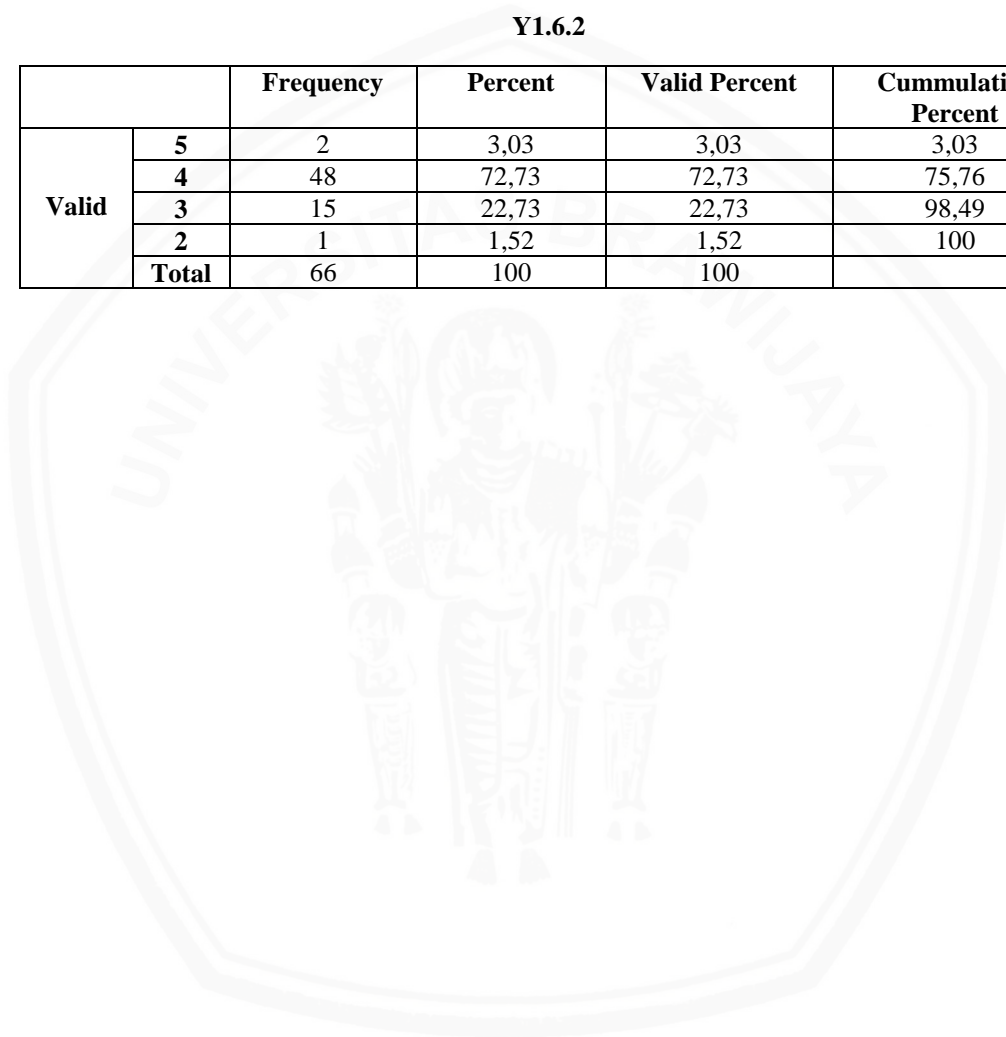 Y1.6.2
Frequency Percent Valid Percent Cummulati
Percent
Valid
5 2 3,03 3,03 3,03
4 48 72,73 72,73 75,76
3 15 22,73 22,73 98,49
2 1 1,52 1,52 100
Total 66 100 100
UNIVERSITAS BRAWIJAYA